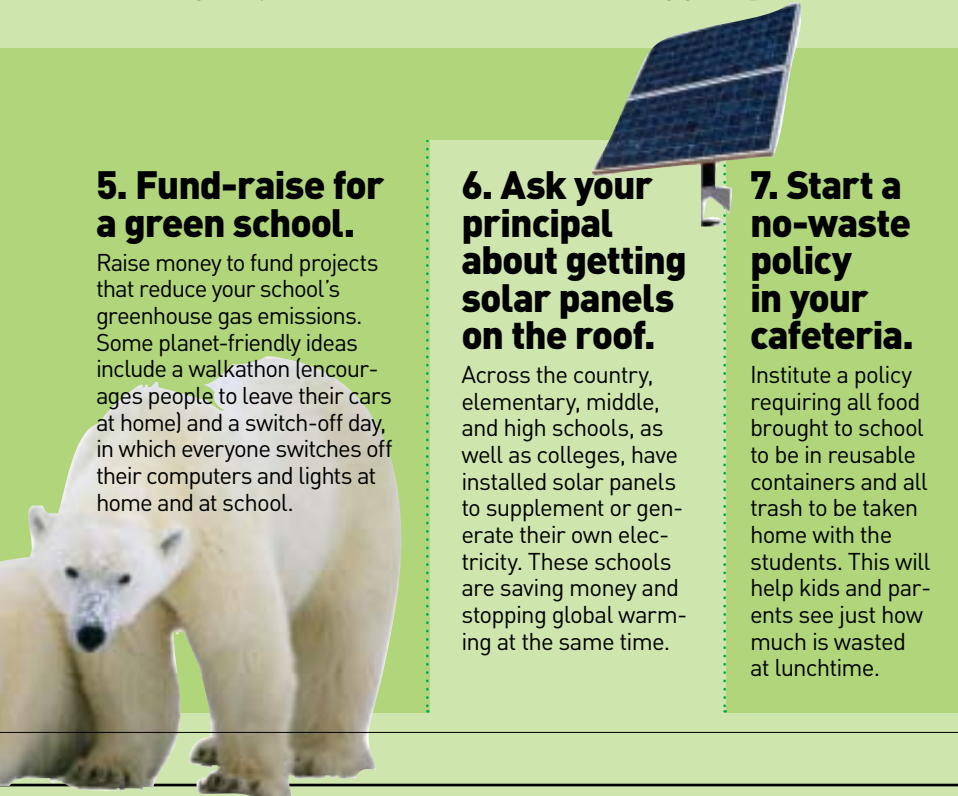 5. Fund-raise for
a green school.
Raise money to fund projects
that reduce your school's
greenhouse gas emissions.
Some planet-friendly ideas
include a walkathon (encour-
ages people to leave their cars
at home) and a switch-off day,
in which everyone switches off
their computers and lights at
home and at school.
6. Ask your
principal
about getting
solar panels
on the roof.
Across the country,
elementary, middle,
and high schools, as
well as colleges, have
installed solar panels
to supplement or gen-
erate their own elec-
tricity. These schools
are saving money and
stopping global warm-
ing at the same time.
7. Start a
no-waste
policy
in your
cafeteria.
Institute a policy
requiring all food
brought to school
to be in reusable
containers and all
trash to be taken
home with the
students. This will
help kids and par-
ents see just how
much is wasted
at lunchtime.